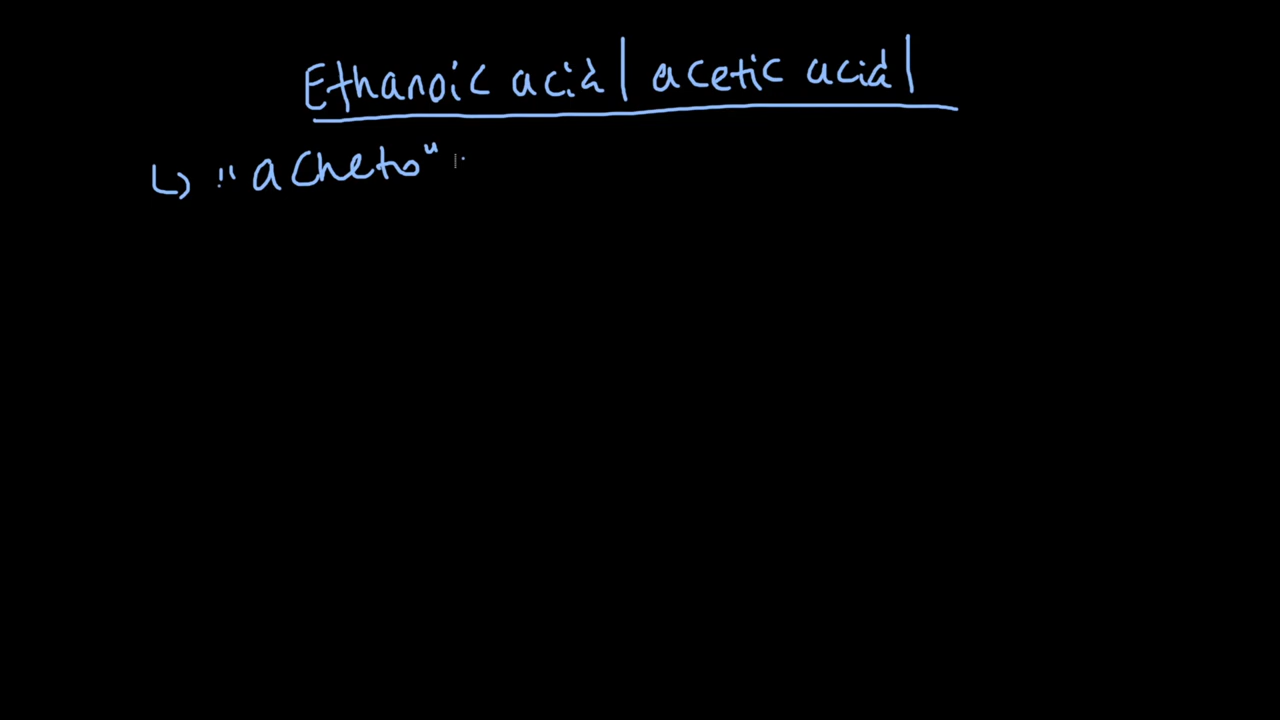 Ethanoic acid | acetic acid |
↳ "acheto"